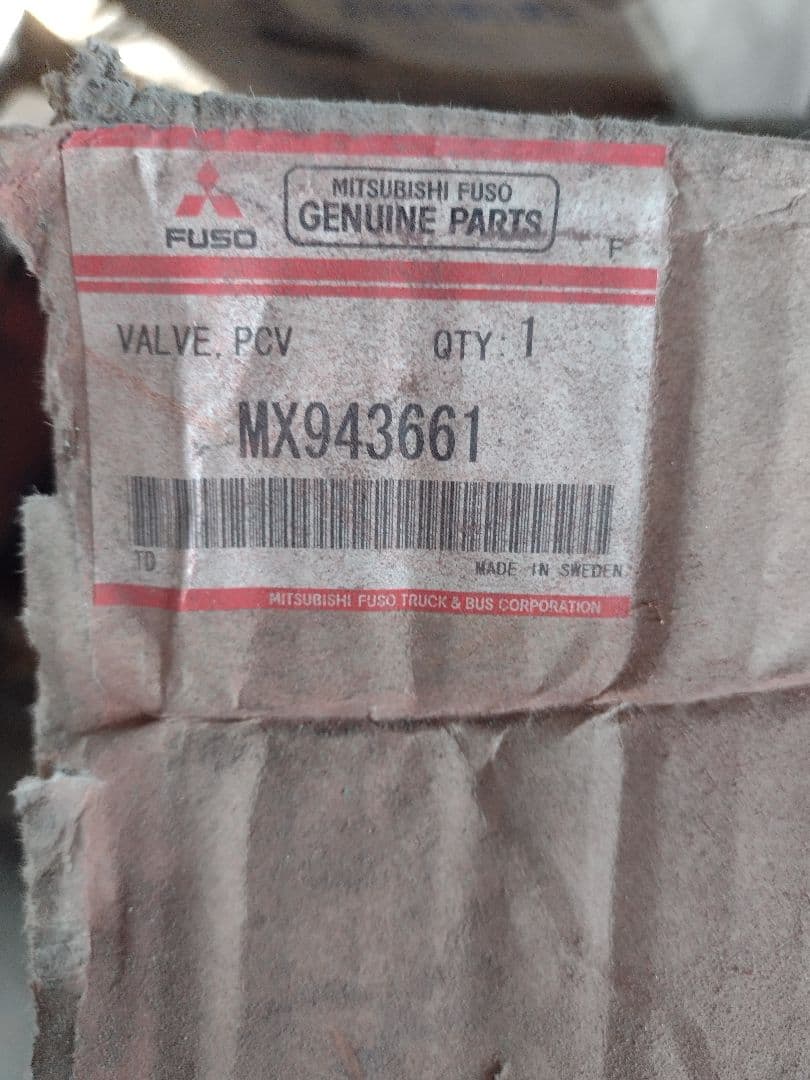 FUSO
MITSUBISHI FUSO
GENUINE PARTS
F
VALVE, PCV QTY: 1
MX943661
TD
MADE IN SWEDEN
MITSUBISHI FUSO TRUCK & BUS CORPORATION